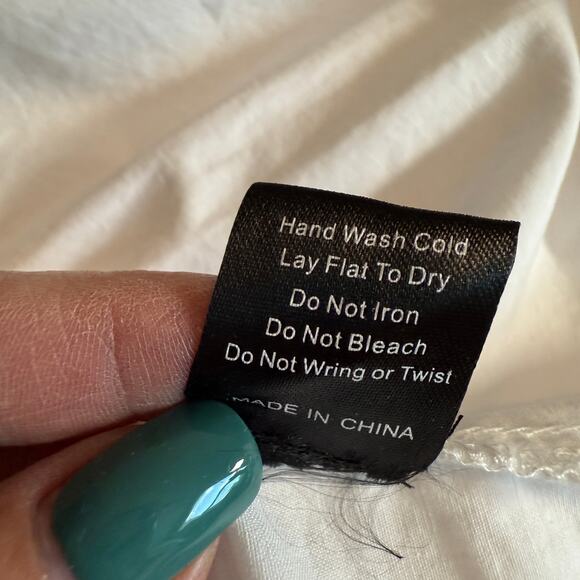 Hand Wash Cold
Lay Flat To Dry
Do Not Iron
Do Not Bleach
Do Not Wring or Twist
MADE IN CHINA